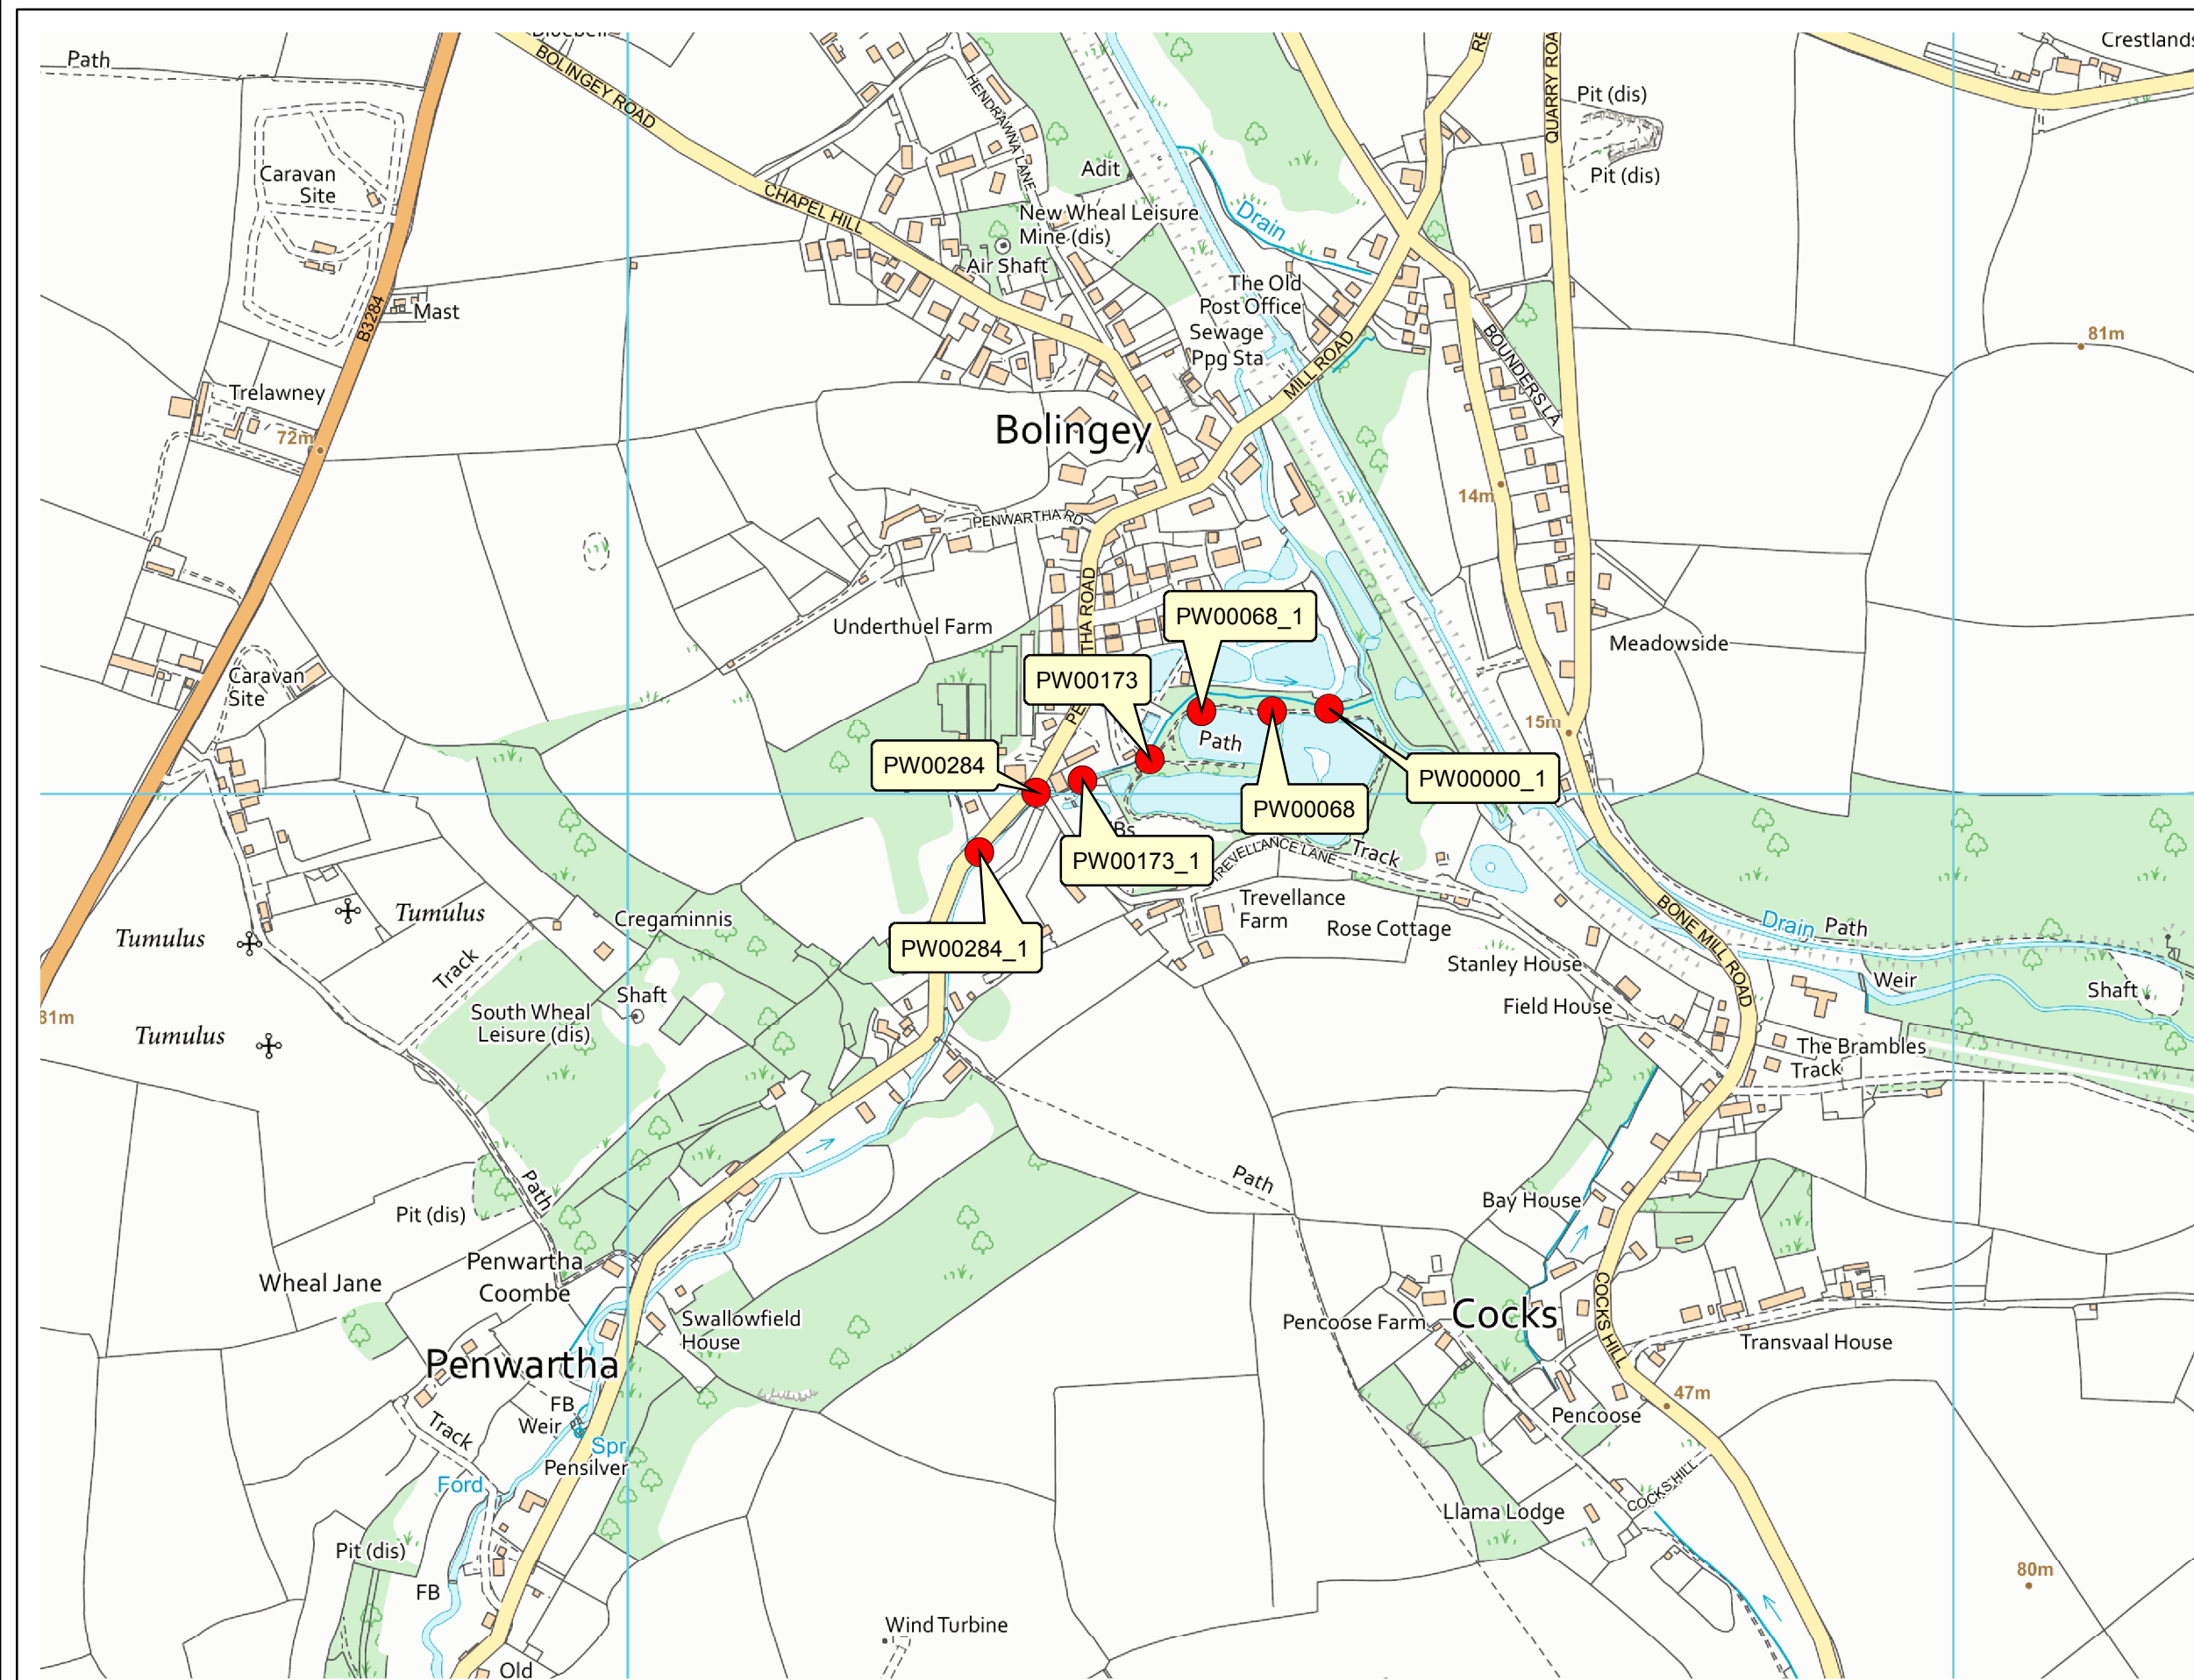 Path
BOLINGEY ROAD
HENDRAWNA LANE
QUARRY ROA
Crestlands
Pit (dis)
Pit (dis)
Caravan
Site
Adit
CHAPEL HILL
New Wheal Leisure
Mine (dis)
Drain
Air Shaft
B3284
Mast
The Old
Post Office
Sewage
Ppg Sta
MILL ROAD
BOUNDERS LA
81m
Trelawney
72m
Bolingey
14m
PENWARTHA RD
THA ROAD
PE
Underthuel Farm
PW00068_1
Meadowside
Caravan
Site
PW00173
15m
Path
PW00284
PW00000_1
PW00068
Bs
PW00173_1
TREVELLANCE LANE
Track
Trevellance
Farm
Rose Cottage
BONE MILL ROAD
Drain
Path
Tumulus
Tumulus
Cregaminnis
PW00284_1
Stanley House
Track
Weir
Shaft
Shaft
South Wheal
Leisure (dis)
Field House
81m
Tumulus
The Brambles
Track
Path
Path
Bay House
Pit (dis)
Penwartha
Coombe
Wheal Jane
Swallowfield
House
Pencoose Farm
Cocks
COCKS HILL
Transvaal House
Penwartha
47m
FB
Weir
Track
Spr
Pensilver
Pencoose
Ford
COCKS HILL
Llama Lodge
Pit (dis)
FB
80m
Wind Turbine
Old